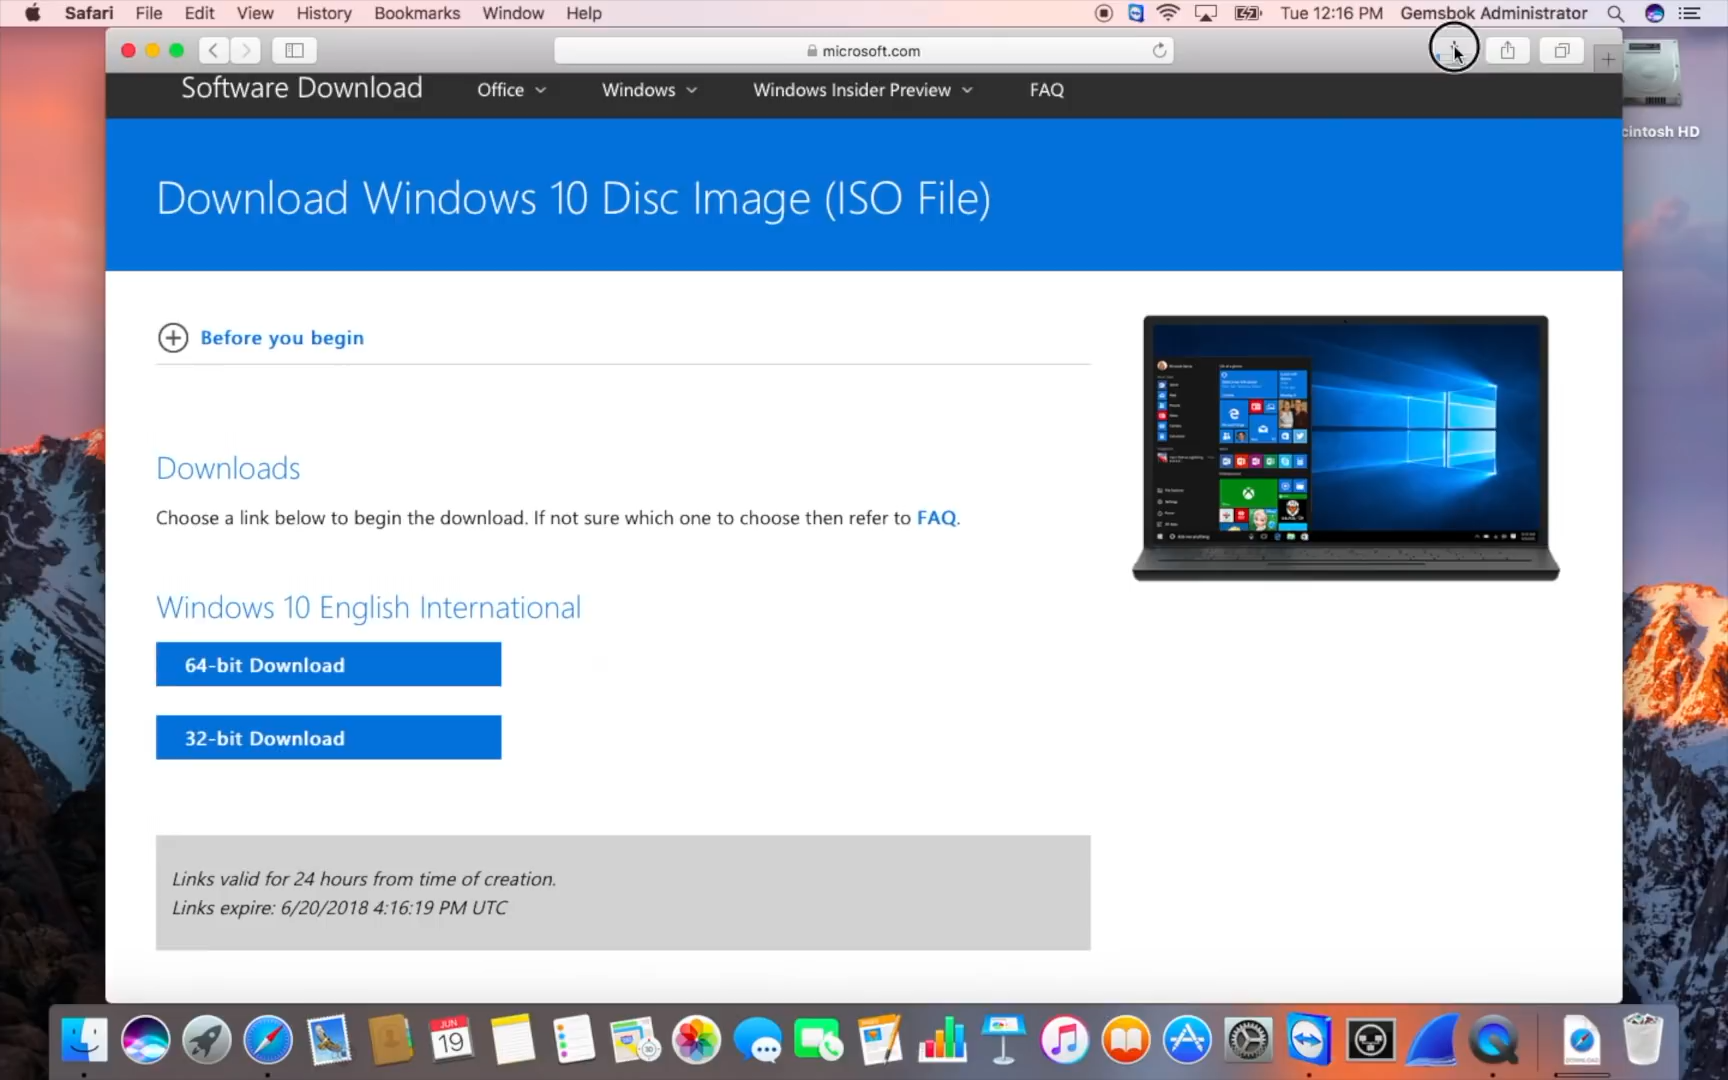 Safari File Edit View History Bookmarks Window Help Tue 12:16 PM Gemsbok Administrator
microsoft.com
cintosh HD
Software Download Office Windows Windows Insider Preview FAQ
Download Windows 10 Disc Image (ISO File)
Before you begin
Downloads
Choose a link below to begin the download. If not sure which one to choose then refer to FAQ.
Windows 10 English International
64-bit Download
32-bit Download
Links valid for 24 hours from time of creation.
Links expire: 6/20/2018 4:16:19 PM UTC
JUN
19